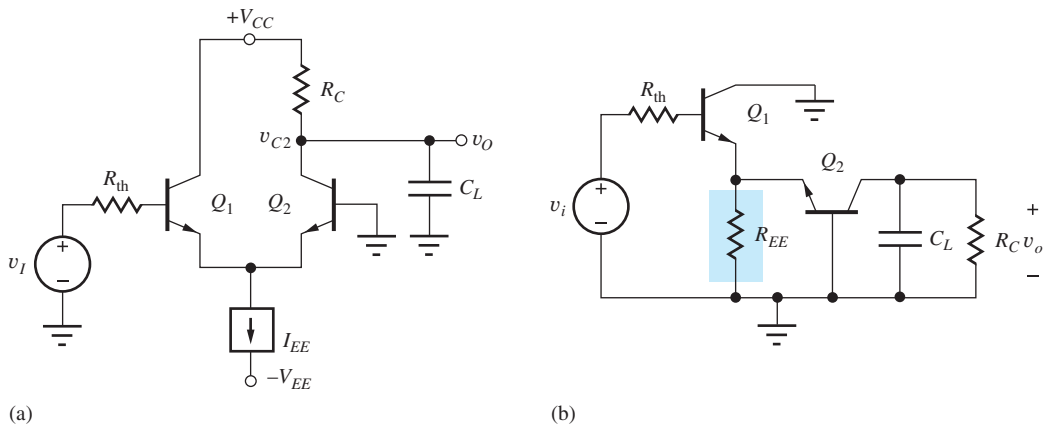 +V_CC
R_C
v_C2
v_O
R_th
Q_1
Q_2
C_L
v_I
+
−
I_EE
−V_EE
(a)
R_th
Q_1
Q_2
v_i
+
−
R_EE
C_L
R_C
v_o
+
−
(b)